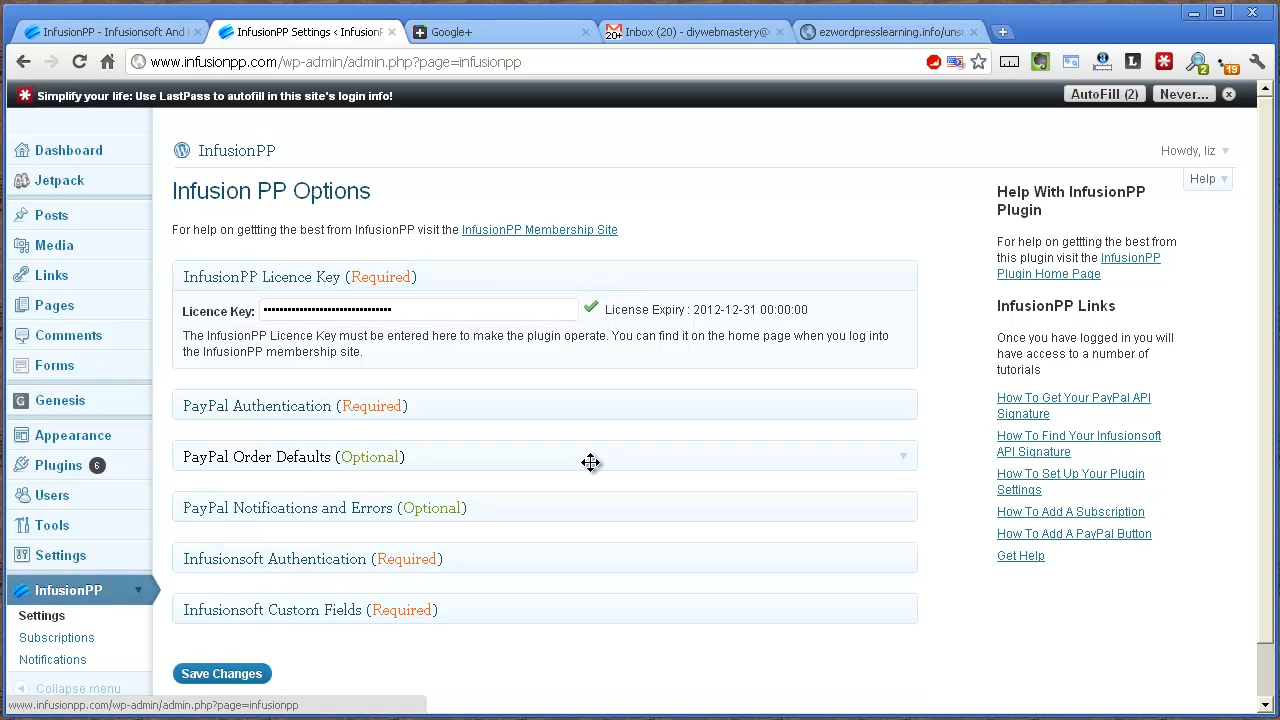 InfusionPP - Infusionsoft And
InfusionPP Settings ‹ InfusionP
Google+
20+ Inbox (20) - diywebmastery@
ezwordpresslearning.info/uns
www.infusionpp.com/wp-admin/admin.php?page=infusionpp
L
2
19
Simplify your life: Use LastPass to autofill in this site's login info!
AutoFill (2)
Never...
Dashboard
Jetpack
Posts
Media
Links
Pages
Comments
Forms
G Genesis
Appearance
Plugins 6
Users
Tools
Settings
InfusionPP
Settings
Subscriptions
Notifications
Collapse menu
InfusionPP
Howdy, liz
Help
Infusion PP Options
For help on gettting the best from InfusionPP visit the InfusionPP Membership Site
InfusionPP Licence Key (Required)
Licence Key:
License Expiry : 2012-12-31 00:00:00
The InfusionPP Licence Key must be entered here to make the plugin operate. You can find it on the home page when you log into
the InfusionPP membership site.
PayPal Authentication (Required)
PayPal Order Defaults (Optional)
PayPal Notifications and Errors (Optional)
Infusionsoft Authentication (Required)
Infusionsoft Custom Fields (Required)
Save Changes
Help With InfusionPP
Plugin
For help on gettting the best from
this plugin visit the InfusionPP
Plugin Home Page
InfusionPP Links
Once you have logged in you will
have access to a number of
tutorials
How To Get Your PayPal API
Signature
How To Find Your Infusionsoft
API Signature
How To Set Up Your Plugin
Settings
How To Add A Subscription
How To Add A PayPal Button
Get Help
www.infusionpp.com/wp-admin/admin.php?page=infusionpp